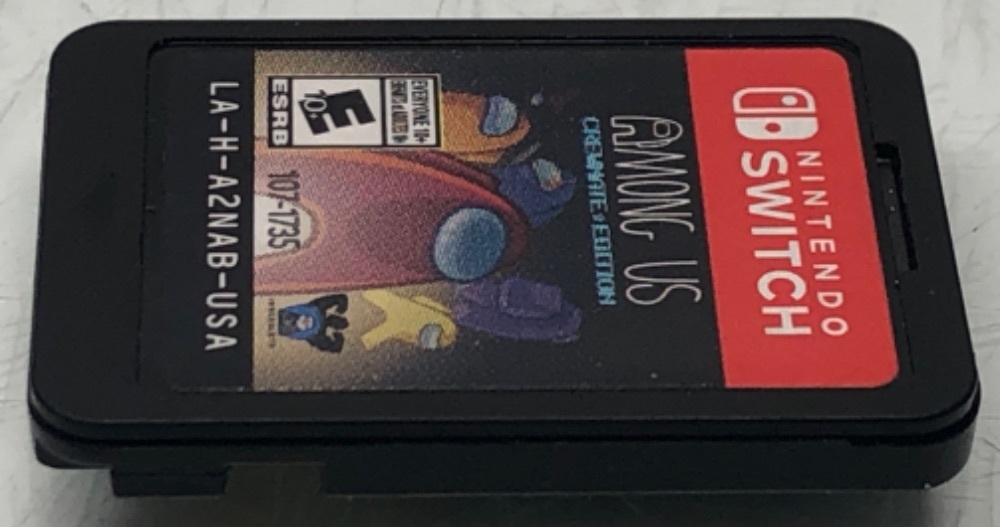 NINTENDO
SWITCH
AMONG US
CREWMATE EDITION
EVERYONE 10+
E
10+
ESRB
107-1735
LA-H-A2NAB-USA